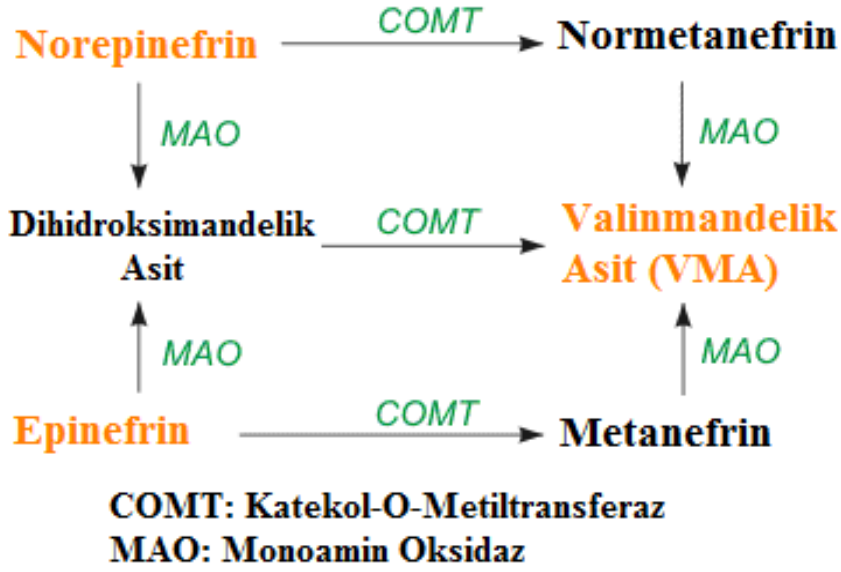 COMT
Norepinefrin
Normetanefrin
MAO
MAO
Dihidroksimandelik
Asit
COMT
Valinmandelik
Asit (VMA)
MAO
MAO
COMT
Epinefrin
Metanefrin
COMT: Katekol-O-Metiltransferaz
MAO: Monoamin Oksidaz